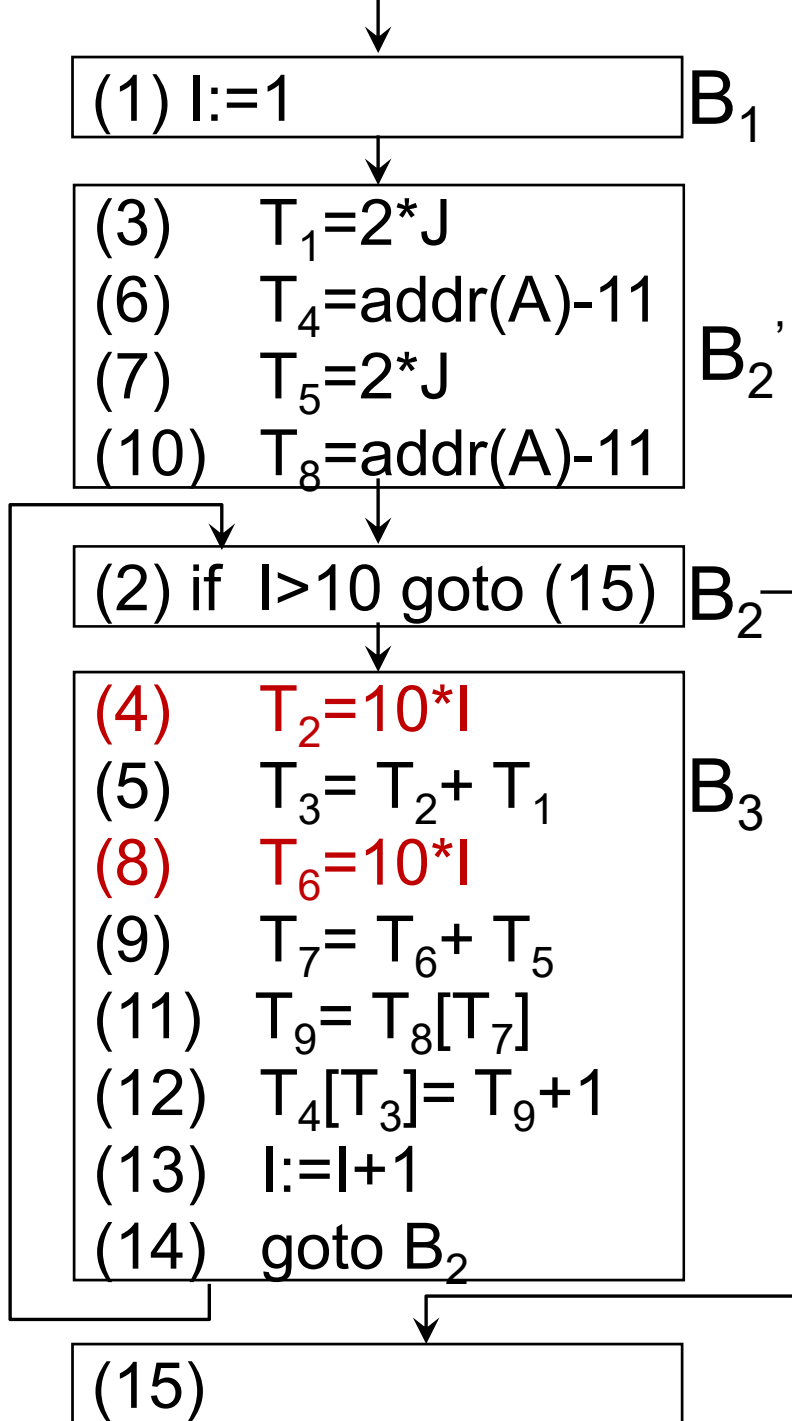 (1) I:=1
B₁
(3) T₁=2*J
(6) T₄=addr(A)-11
(7) T₅=2*J
(10) T₈=addr(A)-11
B₂’
(2) if I>10 goto (15)
B₂
(4) T₂=10*I
(5) T₃= T₂+ T₁
B₃
(8) T₆=10*I
(9) T₇= T₆+ T₅
(11) T₉= T₈[T₇]
(12) T₄[T₃]= T₉+1
(13) I:=I+1
(14) goto B₂
(15)